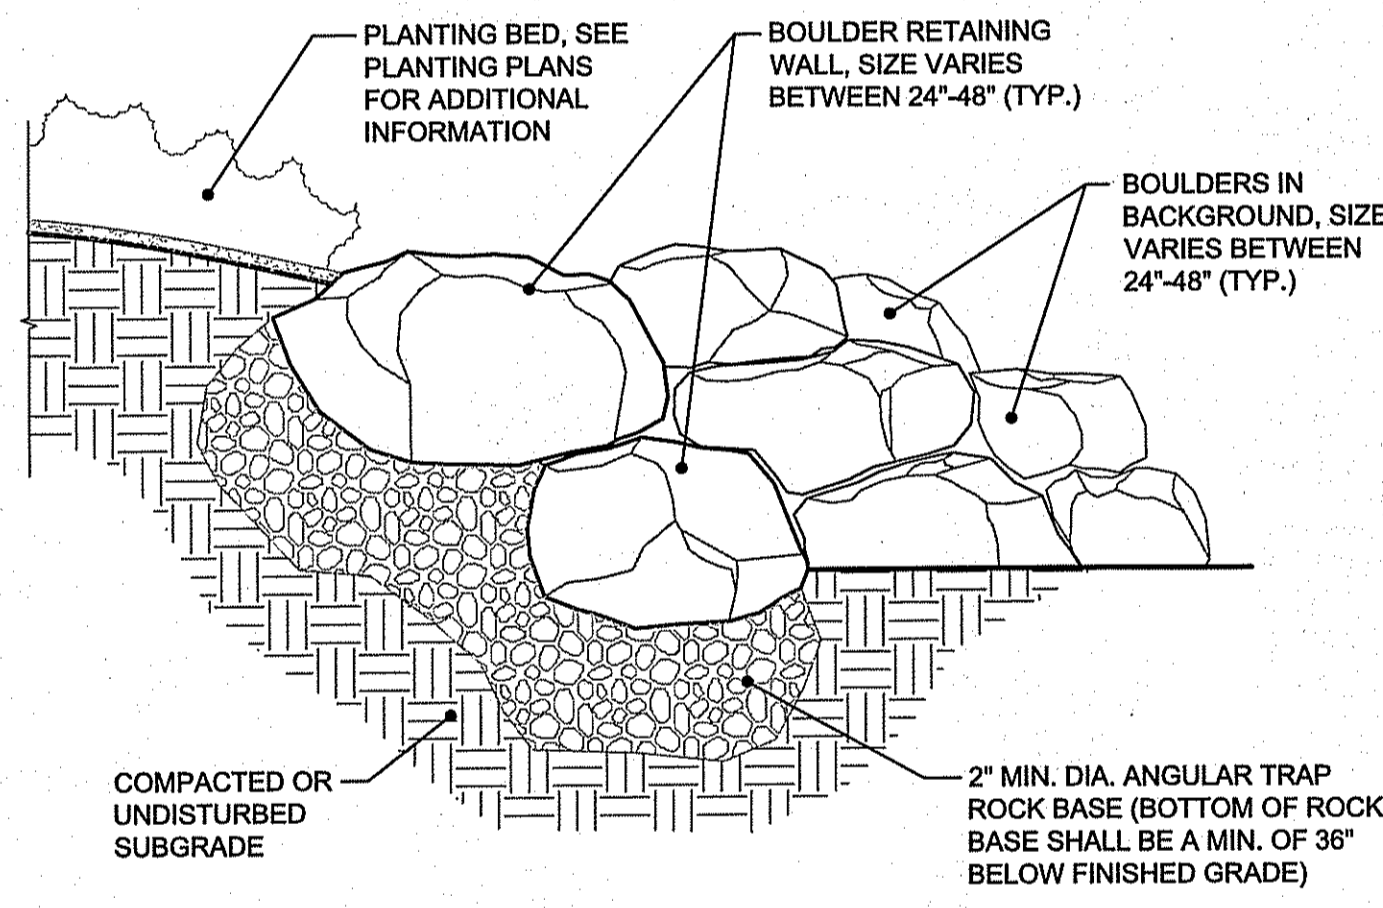 PLANTING BED, SEE
PLANTING PLANS
FOR ADDITIONAL
INFORMATION
BOULDER RETAINING
WALL, SIZE VARIES
BETWEEN 24"-48" (TYP.)
BOULDERS IN
BACKGROUND, SIZE
VARIES BETWEEN
24"-48" (TYP.)
COMPACTED OR
UNDISTURBED
SUBGRADE
2" MIN. DIA. ANGULAR TRAP
ROCK BASE (BOTTOM OF ROCK
BASE SHALL BE A MIN. OF 36"
BELOW FINISHED GRADE)